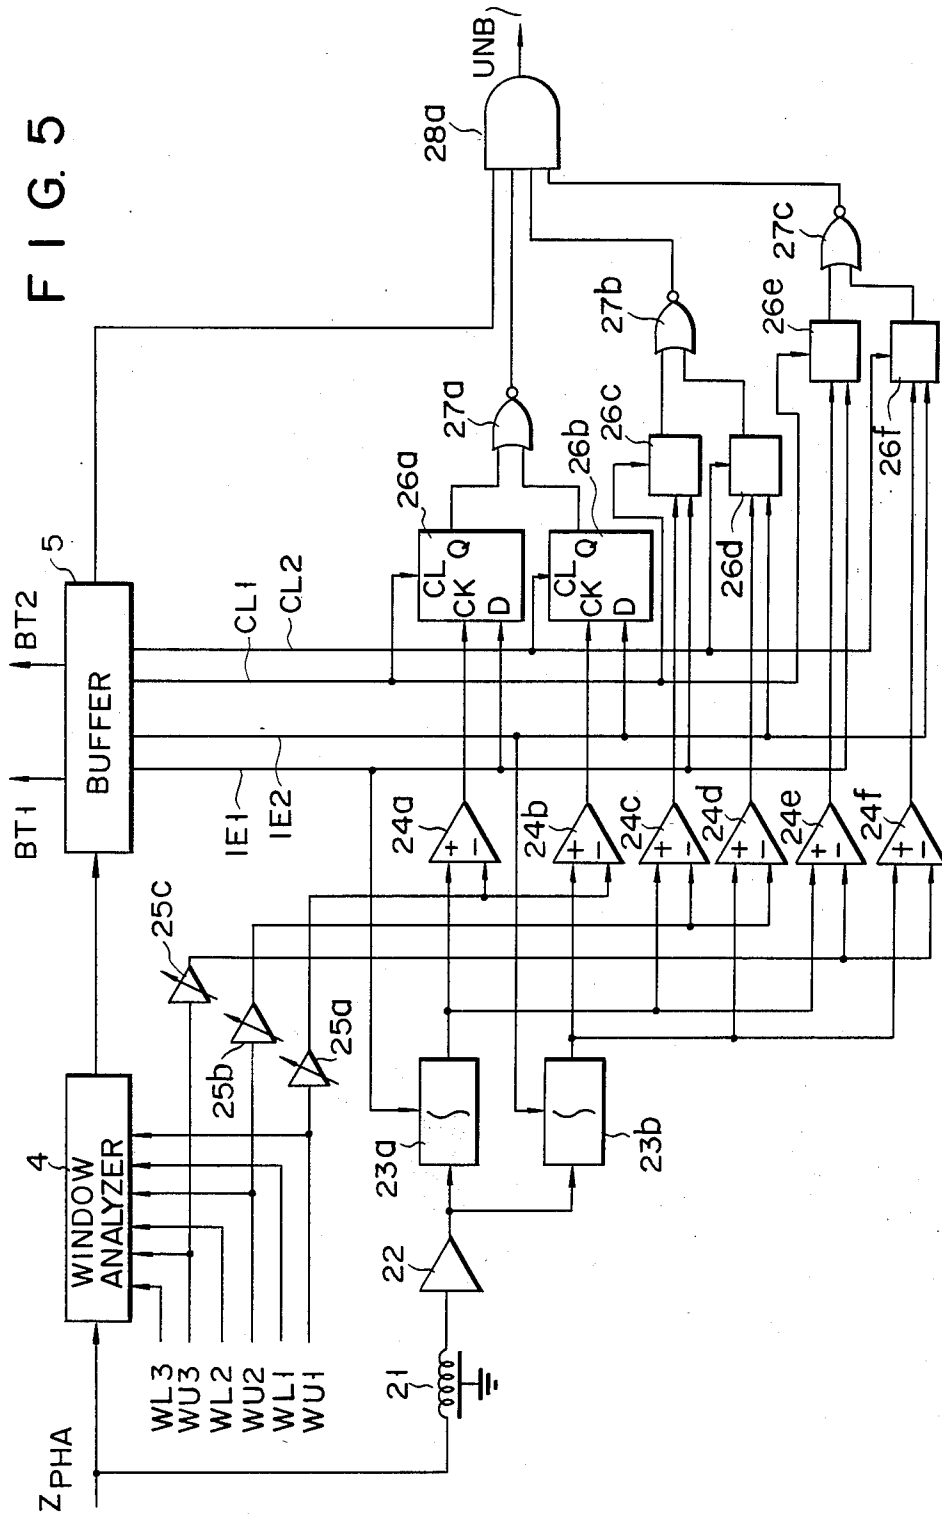 FIG. 5
ZPHA
4
WINDOW
ANALYZER
WL3
WU3
WL2
WU2
WL1
WU1
25c
25b
25a
BT1
BT2
5
BUFFER
IE1
IE2
CL1
CL2
21
22
23a
23b
24a
+
−
24b
+
−
24c
+
−
24d
+
−
24e
+
−
24f
+
−
26a
CL
CK Q
D
26b
CL
CK Q
D
26c
26d
26e
26f
27a
27b
27c
28a
UNB